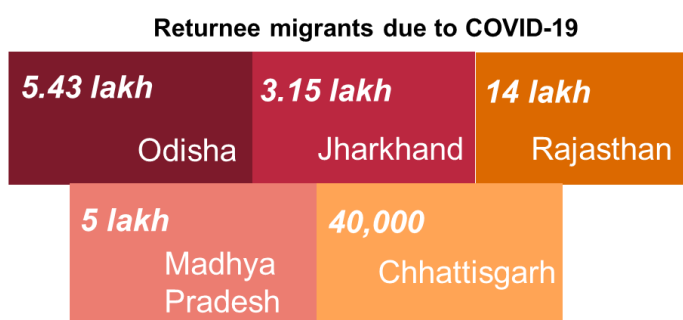 Returnee migrants due to COVID-19
5.43 lakh
Odisha
3.15 lakh
Jharkhand
14 lakh
Rajasthan
5 lakh
Madhya
Pradesh
40,000
Chhattisgarh